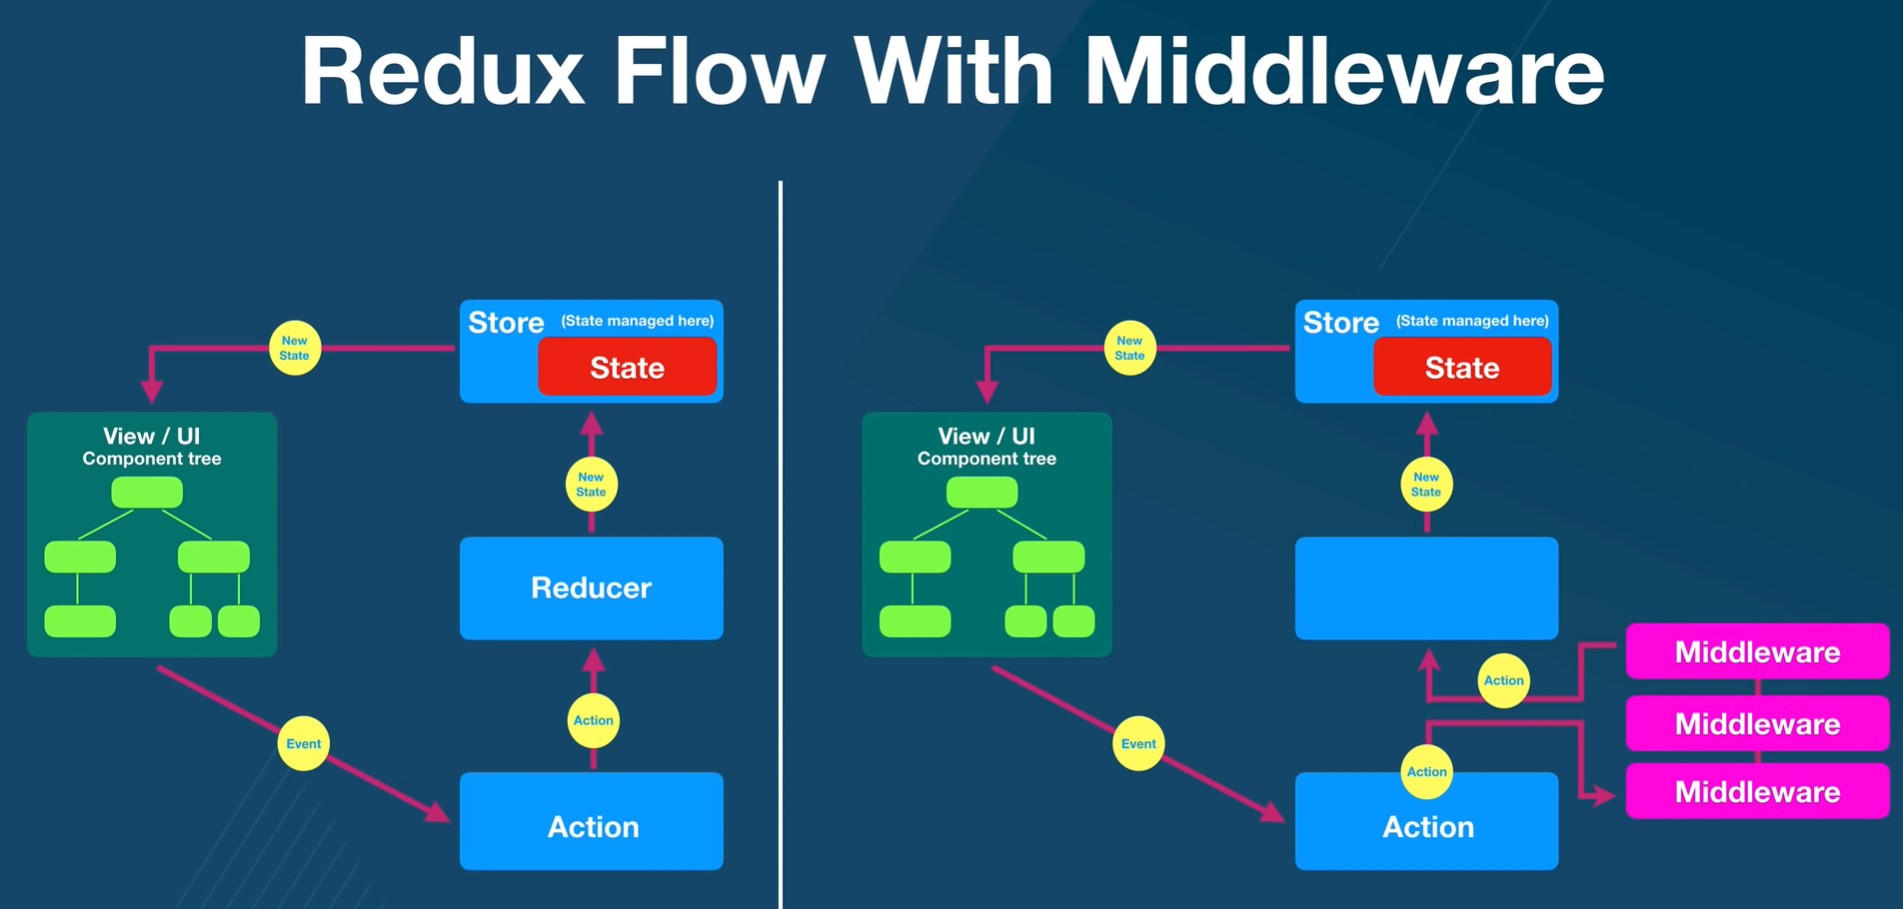 Redux Flow With Middleware
New
State
Store (State managed here)
State
View / UI
Component tree
New
State
Reducer
Action
Event
Action
New
State
Store (State managed here)
State
View / UI
Component tree
New
State
Middleware
Action
Middleware
Event
Action
Middleware
Action